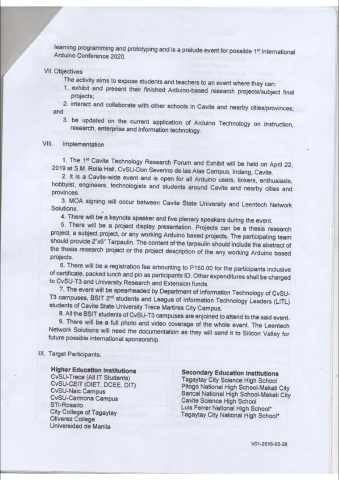 learning programming and prototyping and is a prelude event for possible 1st International
Arduino Conference 2020.
VII. Objectives
The activity aims to expose students and teachers to an event where they can:
1. exhibit and present their finished Arduino-based research projects/subject final
projects;
2. interact and collaborate with other schools in Cavite and nearby cities/provinces,
and
3. be updated on the current application of Arduino Technology on instruction,
research, enterprise and information technology.
VIII. Implementation
1. The 1st Cavite Technology Research Forum and Exhibit will be held on April 22,
2019 at S.M. Rolle Hall, CvSU-Don Severino de las Alas Campus, Indang, Cavite.
2. It is a Cavite-wide event and is open for all Arduino users, tinkers, enthusiasts,
hobbyist, engineers, technologists and students around Cavite and nearby cities and
provinces.
3. MOA signing will occur between Cavite State University and Leentech Network
Solutions.
4. There will be a keynote speaker and five plenary speakers during the event.
5. There will be a project display presentation. Projects can be a thesis research
project, a subject project, or any working Arduino based projects. The participating team
should provide 2"x6" Tarpaulin. The content of the tarpaulin should include the abstract of
the thesis research project or the project description of the any working Arduino based
projects.
6. There will be a registration fee amounting to P150.00 for the participants inclusive
of certificate, packed lunch and pin as participants ID. Other expenditures shall be charged
to CvSU-T3 and University Research and Extension funds.
7. The event will be spearheaded by Department of Information Technology of CvSU-
T3 campuses, BSIT 2nd students and League of Information Technology Leaders (LITL)
students of Cavite State University Trece Martires City Campus.
8. All the BSIT students of CvSU-T3 campuses are enjoined to attend to the said event.
9. There will be a full photo and video coverage of the whole event. The Leentech
Network Solutions will need the documentation as they will send it to Silicon Valley for
future possible international sponsorship.
IX. Target Participants:
Higher Education Institutions
CvSU-Trece (All IT Students)
CvSU-CEIT (DIET, DCEE, DIT)
CvSU-Naic Campus
CvSU-Carmona Campus
STI-Rosario
City College of Tagaytay
Olivarez College
Universidad de Manila
Secondary Education Institutions
Tagaytay City Science High School
Pitogo National High School-Makati City
Bancal National High School-Makati City
Cavite Science High School
Luis Ferrer National High School*
Tagaytay City National High School*
V01-2018-05-28